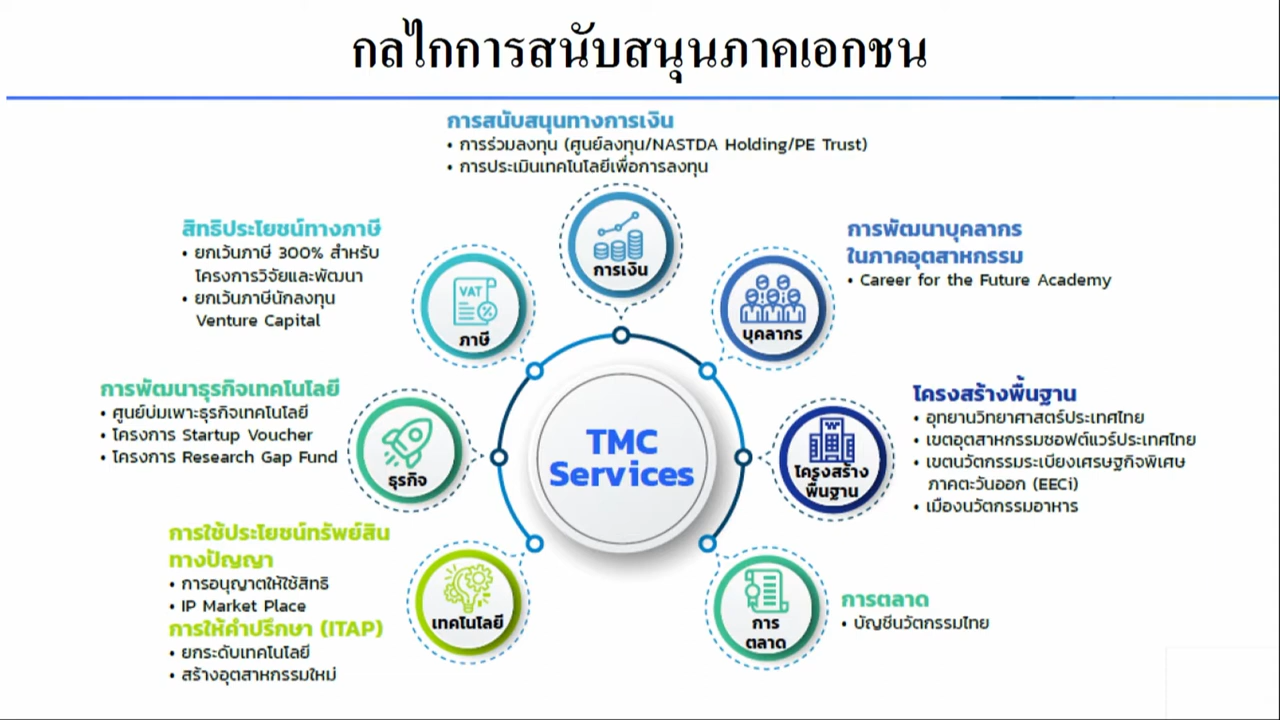 กลไกการสนับสนุนภาคเอกชน
การสนับสนุนทางการเงิน
• การร่วมลงทุน (ศูนย์ลงทุน/NASTDA Holding/PE Trust)
• การประเมินเทคโนโลยีเพื่อการลงทุน
การเงิน
สิทธิประโยชน์ทางภาษี
• ยกเว้นภาษี 300% สำหรับ
โครงการวิจัยและพัฒนา
• ยกเว้นภาษีนักลงทุน
Venture Capital
VAT
%
ภาษี
การพัฒนาบุคลากร
ในภาคอุตสาหกรรม
• Career for the Future Academy
บุคลากร
การพัฒนาธุรกิจเทคโนโลยี
• ศูนย์บ่มเพาะธุรกิจเทคโนโลยี
• โครงการ Startup Voucher
• โครงการ Research Gap Fund
ธุรกิจ
TMC
Services
โครงสร้างพื้นฐาน
• อุทยานวิทยาศาสตร์ประเทศไทย
• เขตอุตสาหกรรมซอฟต์แวร์ประเทศไทย
• เขตนวัตกรรมระเบียงเศรษฐกิจพิเศษ
ภาคตะวันออก (EECi)
• เมืองนวัตกรรมอาหาร
โครงสร้าง
พื้นฐาน
การใช้ประโยชน์ทรัพย์สิน
ทางปัญญา
• การอนุญาตให้ใช้สิทธิ
• IP Market Place
การให้คำปรึกษา (ITAP)
• ยกระดับเทคโนโลยี
• สร้างอุตสาหกรรมใหม่
เทคโนโลยี
การ
ตลาด
การตลาด
• บัญชีนวัตกรรมไทย